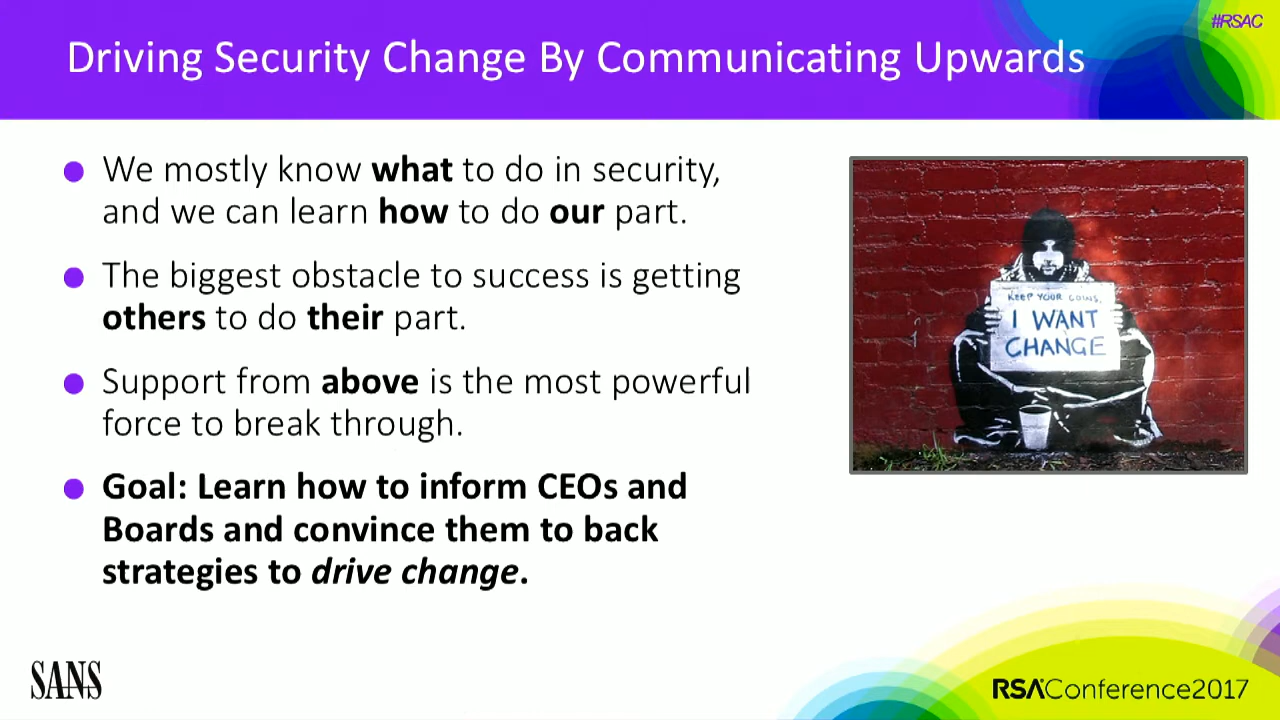 #RSAC
Driving Security Change By Communicating Upwards
We mostly know what to do in security,
and we can learn how to do our part.
The biggest obstacle to success is getting
others to do their part.
Support from above is the most powerful
force to break through.
Goal: Learn how to inform CEOs and
Boards and convince them to back
strategies to drive change.
KEEP YOUR COINS,
I WANT
CHANGE
SANS
RSAConference2017